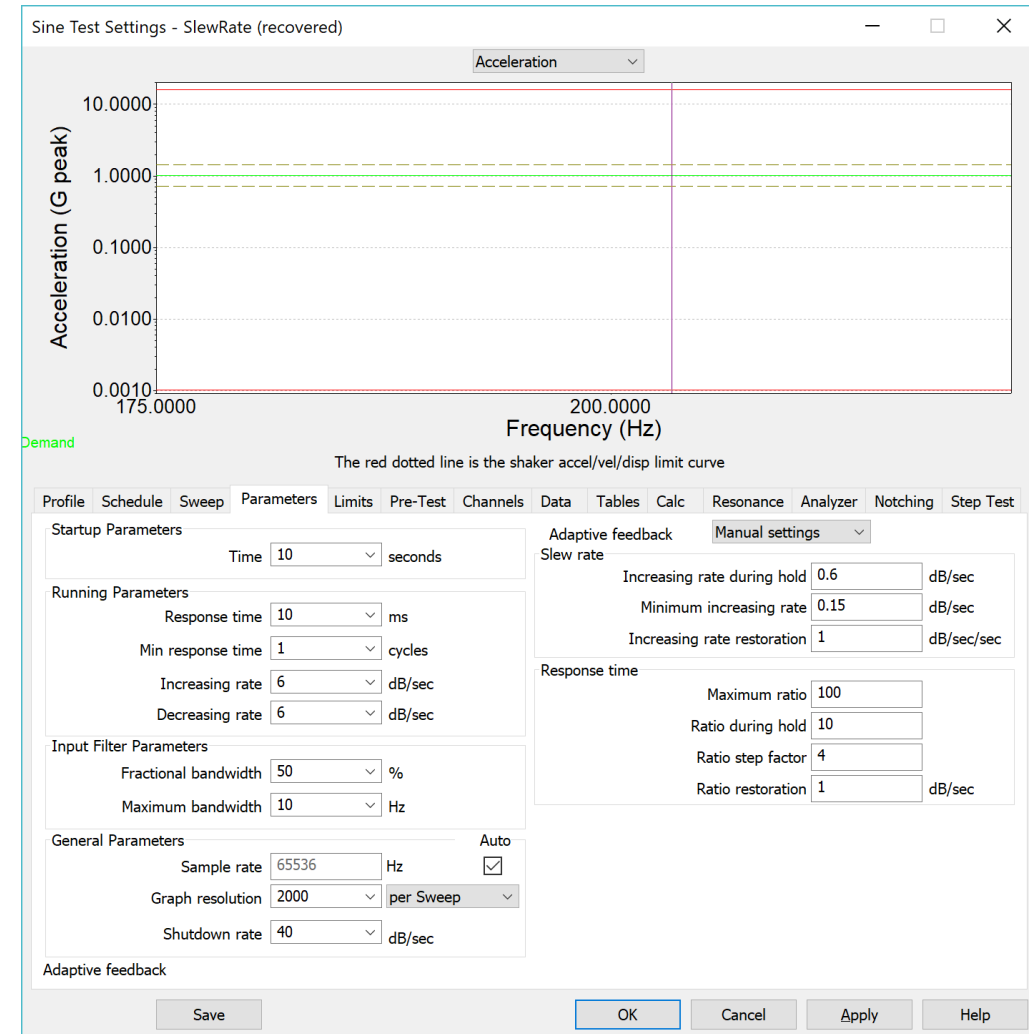 Sine Test Settings - SlewRate (recovered)
Acceleration
Acceleration (G peak)
10.0000
1.0000
0.1000
0.0100
0.0010
175.0000
200.0000
Frequency (Hz)
Demand
The red dotted line is the shaker accel/vel/disp limit curve
Profile Schedule Sweep Parameters Limits Pre-Test Channels Data Tables Calc Resonance Analyzer Notching Step Test
Startup Parameters
Time 10 seconds
Running Parameters
Response time 10 ms
Min response time 1 cycles
Increasing rate 6 dB/sec
Decreasing rate 6 dB/sec
Input Filter Parameters
Fractional bandwidth 50 %
Maximum bandwidth 10 Hz
General Parameters Auto
Sample rate 65536 Hz
Graph resolution 2000 per Sweep
Shutdown rate 40 dB/sec
Adaptive feedback
Adaptive feedback Manual settings
Slew rate
Increasing rate during hold 0.6 dB/sec
Minimum increasing rate 0.15 dB/sec
Increasing rate restoration 1 dB/sec/sec
Response time
Maximum ratio 100
Ratio during hold 10
Ratio step factor 4
Ratio restoration 1 dB/sec
Save OK Cancel Apply Help